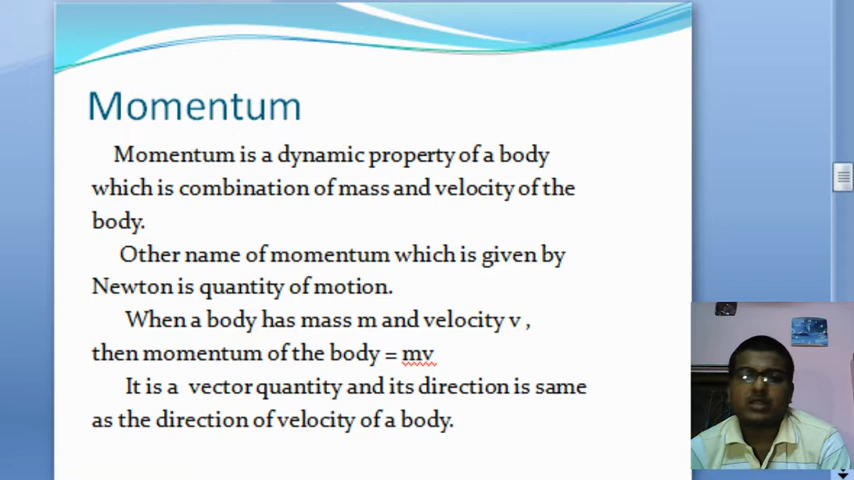 Momentum
Momentum is a dynamic property of a body
which is combination of mass and velocity of the
body.
Other name of momentum which is given by
Newton is quantity of motion.
When a body has mass m and velocity v ,
then momentum of the body = mv
It is a vector quantity and its direction is same
as the direction of velocity of a body.